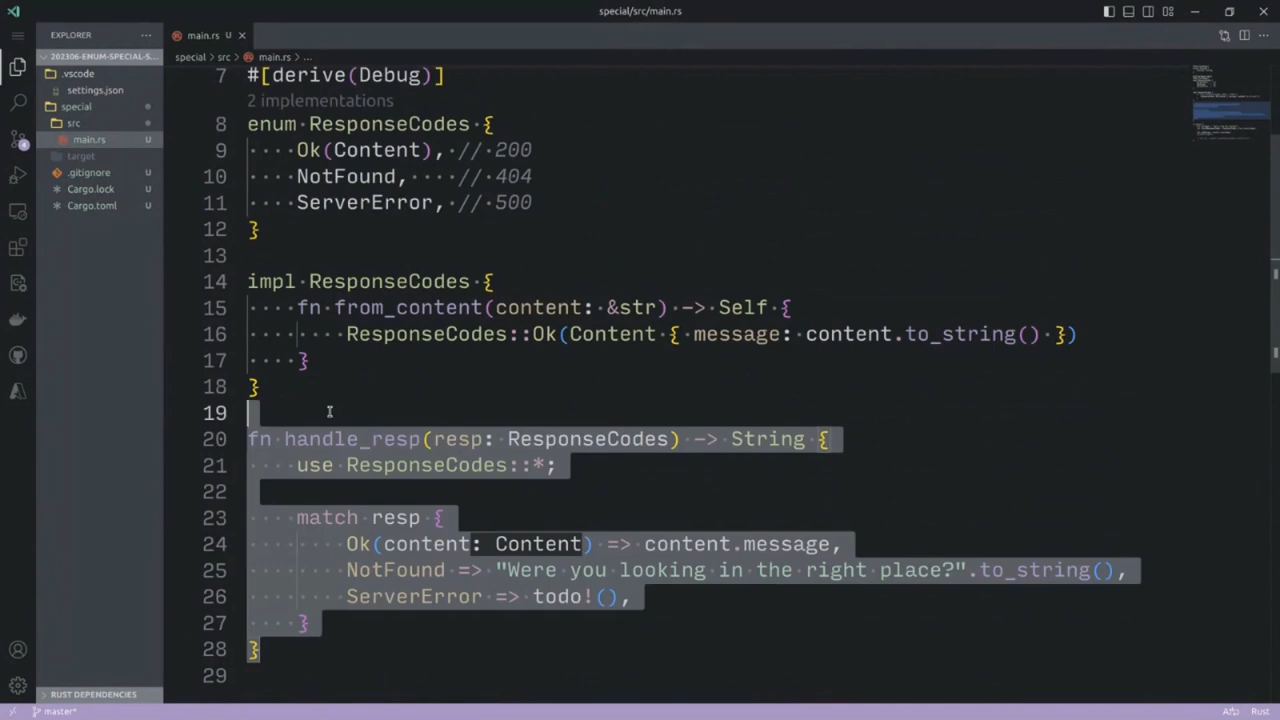 special/src/main.rs
EXPLORER
main.rs U
202306-ENUM-SPECIAL-S...
special > src > main.rs > ...
.vscode
settings.json
special
src
main.rs U
target
.gitignore U
Cargo.lock U
Cargo.toml U
7 #[derive(Debug)]
2 implementations
8 enum ResponseCodes {
9 Ok(Content), // 200
10 NotFound, // 404
11 ServerError, // 500
12 }
13
14 impl ResponseCodes {
15 fn from_content(content: &str) -> Self {
16 ResponseCodes::Ok(Content { message: content.to_string() })
17 }
18 }
19
20 fn handle_resp(resp: ResponseCodes) -> String {
21 use ResponseCodes::*;
22
23 match resp {
24 Ok(content: Content) => content.message,
25 NotFound => "Were you looking in the right place?".to_string(),
26 ServerError => todo!(),
27 }
28 }
29
RUST DEPENDENCIES
master*
Rust